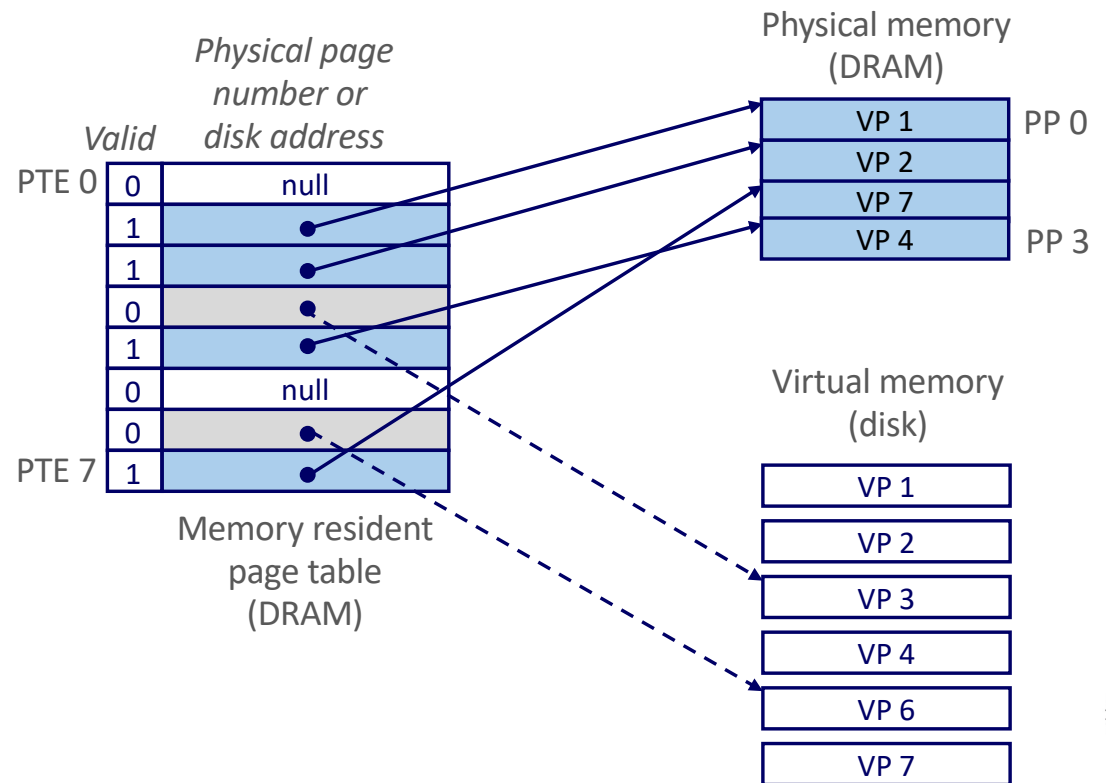 Physical page
number or
disk address
Valid
PTE 0
0
null
1
1
0
1
0
null
0
PTE 7
1
Memory resident
page table
(DRAM)
Physical memory
(DRAM)
VP 1
PP 0
VP 2
VP 7
VP 4
PP 3
Virtual memory
(disk)
VP 1
VP 2
VP 3
VP 4
VP 6
VP 7